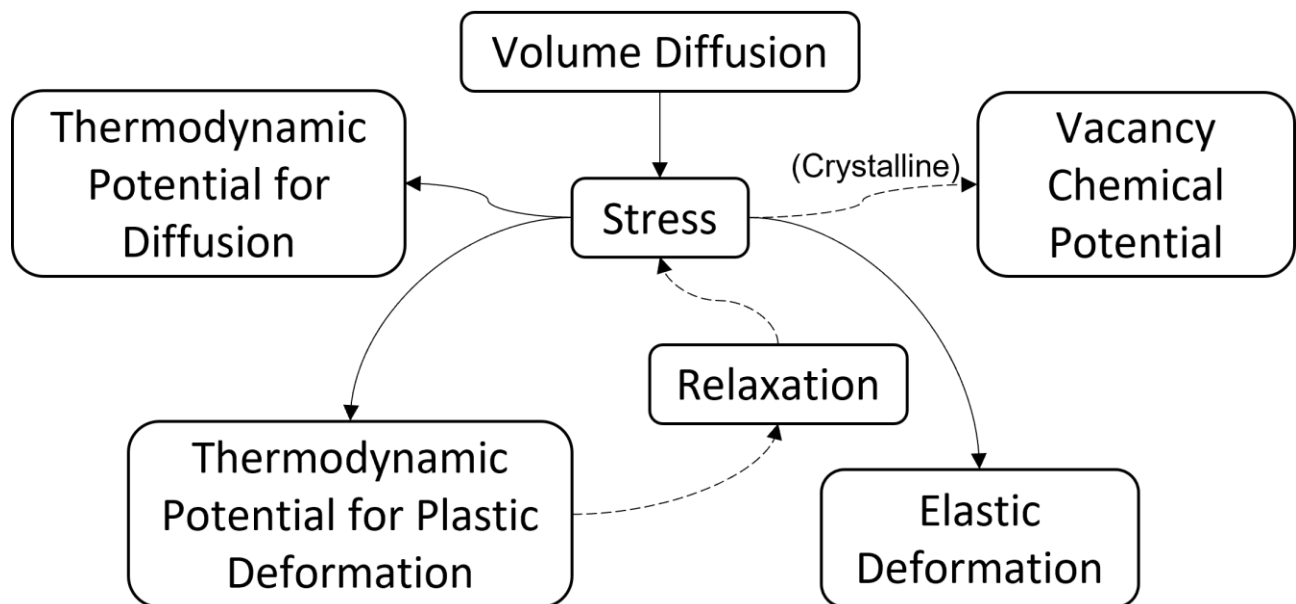 Volume Diffusion
Thermodynamic
Potential for
Diffusion
Stress
(Crystalline)
Vacancy
Chemical
Potential
Relaxation
Thermodynamic
Potential for Plastic
Deformation
Elastic
Deformation